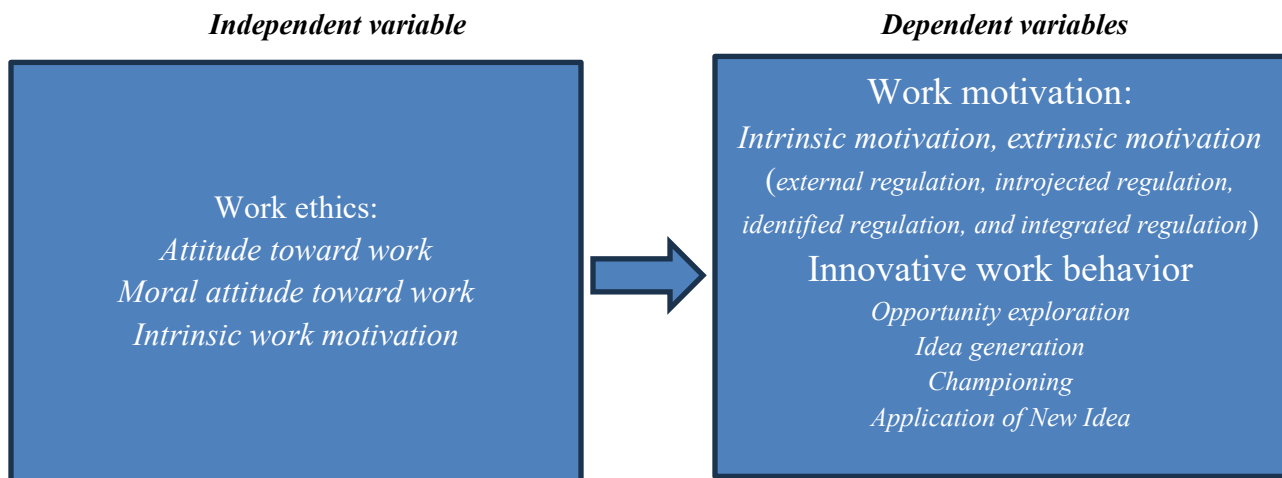 Independent variable
Dependent variables
Work ethics:
Attitude toward work
Moral attitude toward work
Intrinsic work motivation
Work motivation:
Intrinsic motivation, extrinsic motivation
(external regulation, introjected regulation,
identified regulation, and integrated regulation)
Innovative work behavior
Opportunity exploration
Idea generation
Championing
Application of New Idea